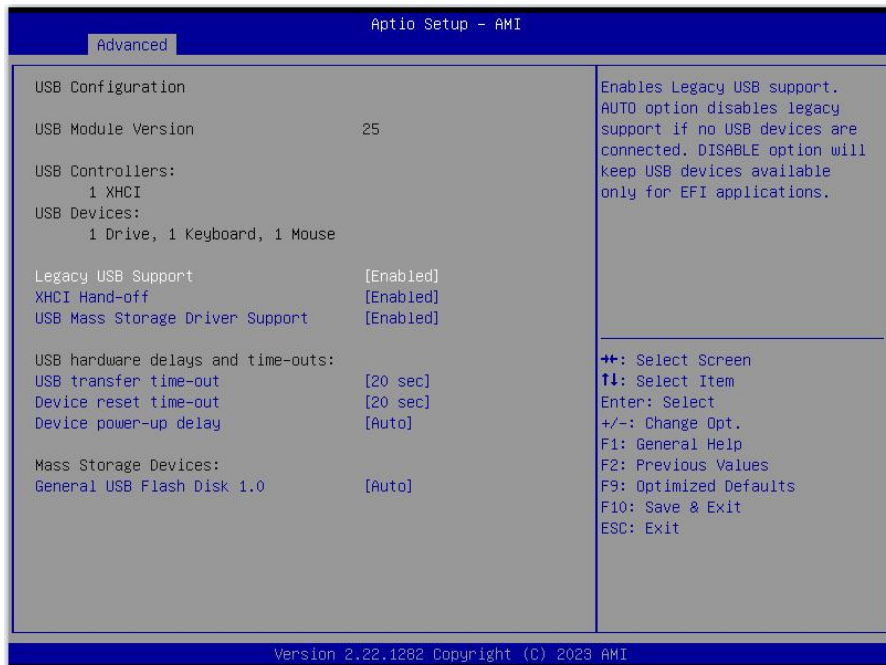 Aptio Setup - AMI
Advanced
USB Configuration
USB Module Version 25
USB Controllers:
1 XHCI
USB Devices:
1 Drive, 1 Keyboard, 1 Mouse
Legacy USB Support [Enabled]
XHCI Hand-off [Enabled]
USB Mass Storage Driver Support [Enabled]
USB hardware delays and time-outs:
USB transfer time-out [20 sec]
Device reset time-out [20 sec]
Device power-up delay [Auto]
Mass Storage Devices:
General USB Flash Disk 1.0 [Auto]
Enables Legacy USB support.
AUTO option disables legacy
support if no USB devices are
connected. DISABLE option will
keep USB devices available
only for EFI applications.
→←: Select Screen
↑↓: Select Item
Enter: Select
+/-: Change Opt.
F1: General Help
F2: Previous Values
F9: Optimized Defaults
F10: Save & Exit
ESC: Exit
Version 2.22.1282 Copyright (C) 2023 AMI